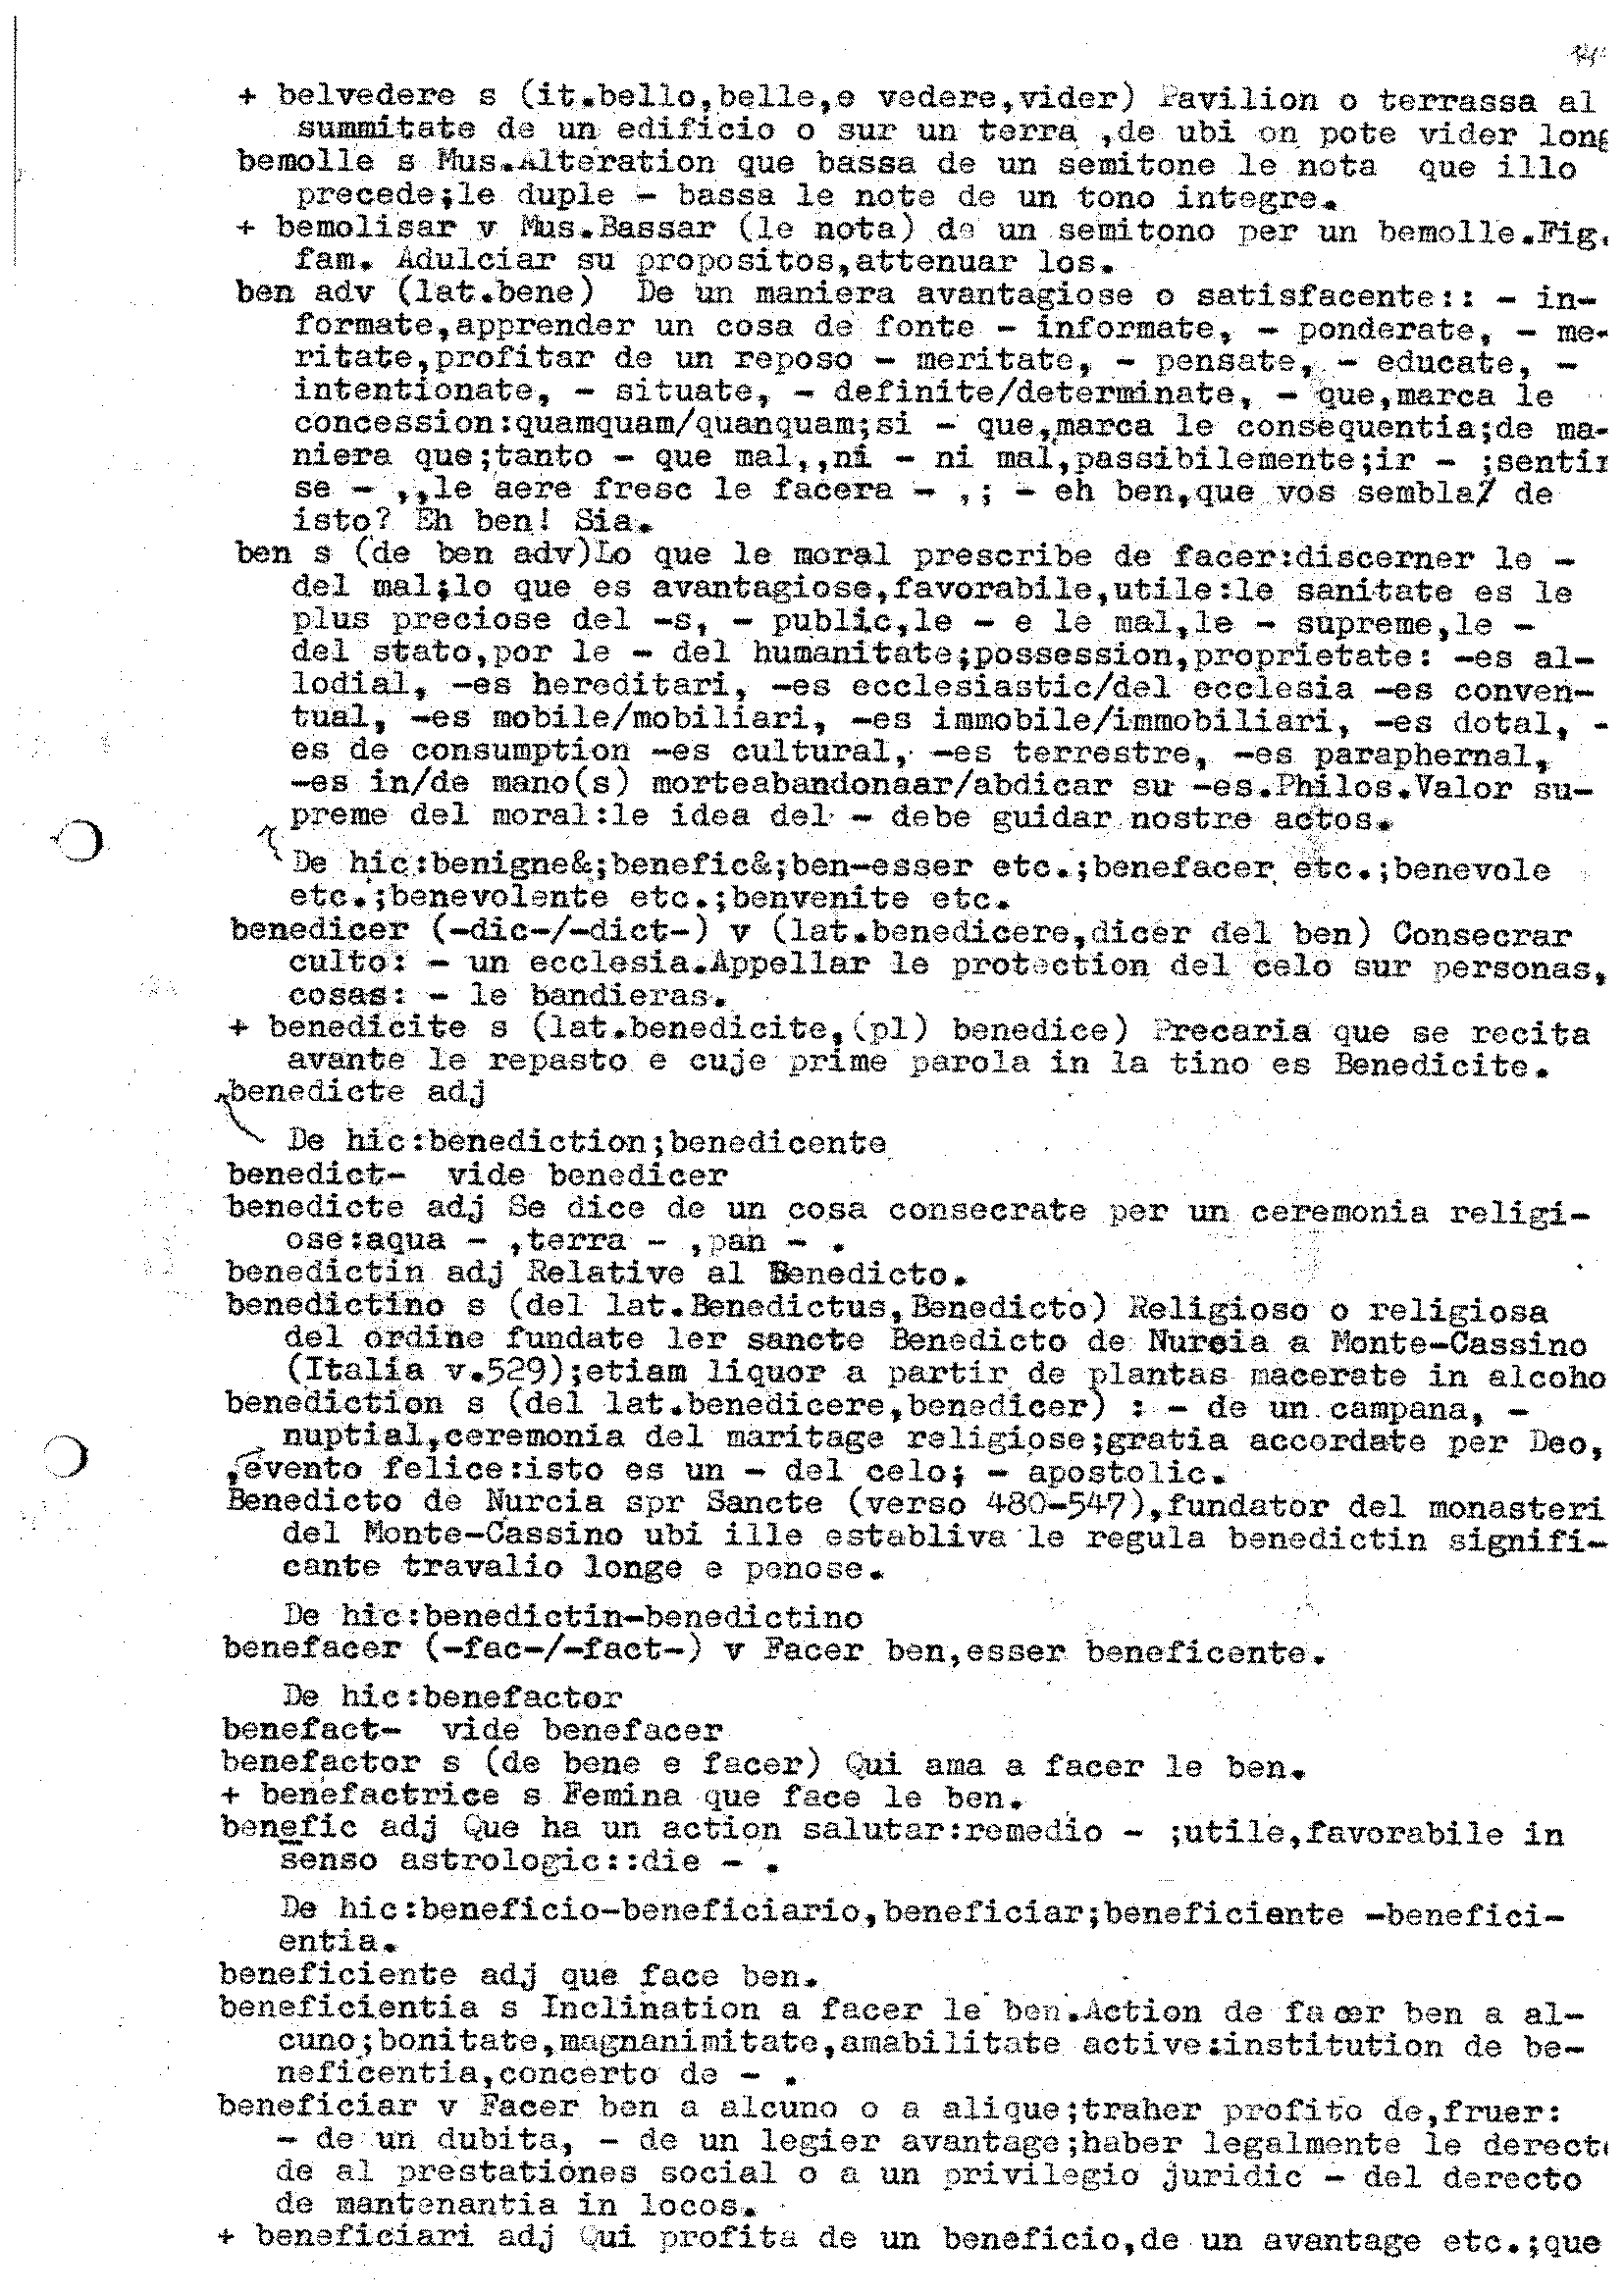 + belvedere s (it.bello,belle,e vedere,vider) Pavilion o terrassa al
summitate de un edificio o sur un terra ,de ubi on pote vider long
bemolle s Mus.Alteration que bassa de un semitone le nota que illo
precede;le duple - bassa le note de un tono integre.
+ bemolisar v Mus.Bassar (le nota) de un semitono per un bemolle.Fig.
fam. Adulciar su propositos,attenuar los.
ben adv (lat.bene) De un maniera avantagiose o satisfacente:: - in-
formate,apprender un cosa de fonte - informate, - ponderate, - me-
ritate,profitar de un reposo - meritate, - pensate, - educate, -
intentionate, - situate, - definite/determinate, - que,marca le
concession:quamquam/quanquam;si - que,marca le consequentia;de ma-
niera que;tanto - que mal,,ni - ni mal,passibilemente;ir - ;sentir
se - ,,le aere fresc le facera - ,; - eh ben,que vos sembla/ de
isto? Eh ben! Sia.
ben s (de ben adv)Lo que le moral prescribe de facer:discerner le -
del mal;lo que es avantagiose,favorabile,utile:le sanitate es le
plus preciose del -s, - public,le - e le mal,le - supreme,le -
del stato,por le - del humanitate;possession,proprietate: -es al-
lodial, -es hereditari, -es ecclesiastic/del ecclesia -es conven-
tual, -es mobile/mobiliari, -es immobile/immobiliari, -es dotal, -
es de consumption -es cultural, -es terrestre, -es paraphernal,
-es in/de mano(s) morteabandonaar/abdicar su -es.Philos.Valor su-
preme del moral:le idea del - debe guidar nostre actos.
De hic:benigne&;benefic&;ben-esser etc.;benefacer etc.;benevole
etc.;benevolente etc.;benvenite etc.
benedicer (-dic-/-dict-) v (lat.benedicere,dicer del ben) Consecrar
culto: - un ecclesia.Appellar le protection del celo sur personas,
cosas: - le bandieras.
+ benedicite s (lat.benedicite,(pl) benedice) Precaria que se recita
avante le repasto e cuje prime parola in la tino es Benedicite.
benedicte adj
De hic:benediction;benedicente
benedict- vide benedicer
benedicte adj Se dice de un cosa consecrate per un ceremonia religi-
ose:aqua - ,terra - ,pan - .
benedictin adj Relative al Benedicto.
benedictino s (del lat.Benedictus,Benedicto) Religioso o religiosa
del ordine fundate ler sancte Benedicto de Nurcia a Monte-Cassino
(Italia v.529);etiam liquor a partir de plantas macerate in alcoho
benediction s (del lat.benedicere,benedicer) : - de un campana, -
nuptial,ceremonia del maritage religiose;gratia accordate per Deo,
,evento felice:isto es un - del celo; - apostolic.
Benedicto de Nurcia spr Sancte (verso 480-547),fundator del monasteri
del Monte-Cassino ubi ille establiva le regula benedictin signifi-
cante travalio longe e penose.
De hic:benedictin-benedictino
benefacer (-fac-/-fact-) v Facer ben,esser beneficente.
De hic:benefactor
benefact- vide benefacer
benefactor s (de bene e facer) Qui ama a facer le ben.
+ benefactrice s Femina que face le ben.
benefic adj Que ha un action salutar:remedio - ;utile,favorabile in
senso astrologic::die - .
De hic:beneficio-beneficiario,beneficiar;beneficiente -benefici-
entia.
beneficiente adj que face ben.
beneficientia s Inclination a facer le ben.Action de facer ben a al-
cuno;bonitate,magnanimitate,amabilitate active:institution de be-
neficentia,concerto de - .
beneficiar v Facer ben a alcuno o a alique;traher profito de,fruer:
- de un dubita, - de un legier avantage;haber legalmente le derect
de al prestationes social o a un privilegio juridic - del derecto
de mantenantia in locos.
+ beneficiari adj Qui profita de un beneficio,de un avantage etc.;que